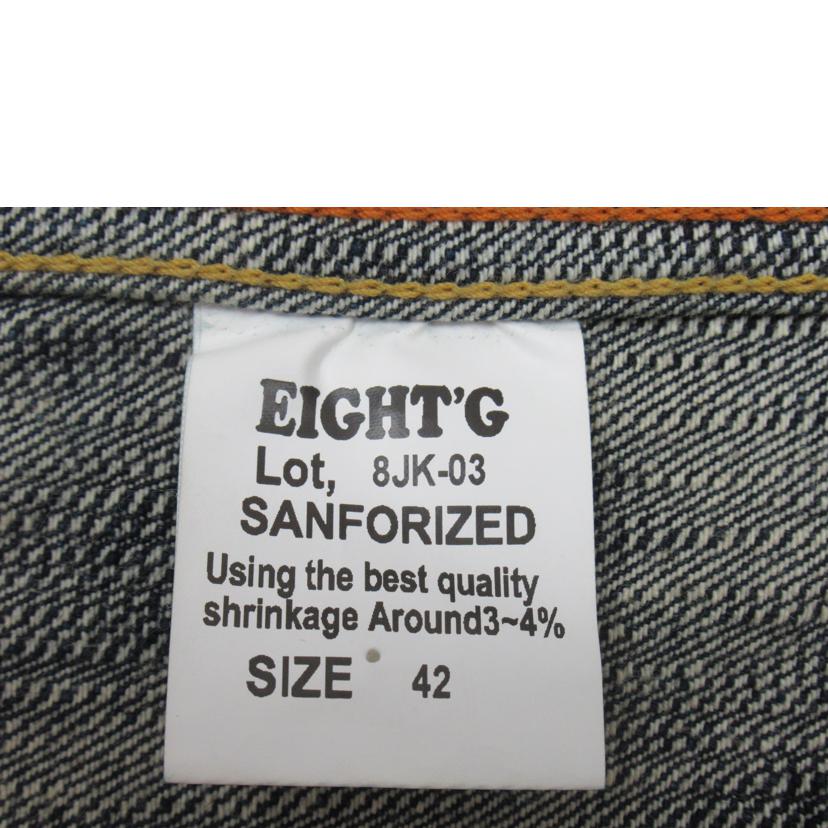 EIGHT'G
Lot, 8JK-03
SANFORIZED
Using the best quality
shrinkage Around3~4%
SIZE 42